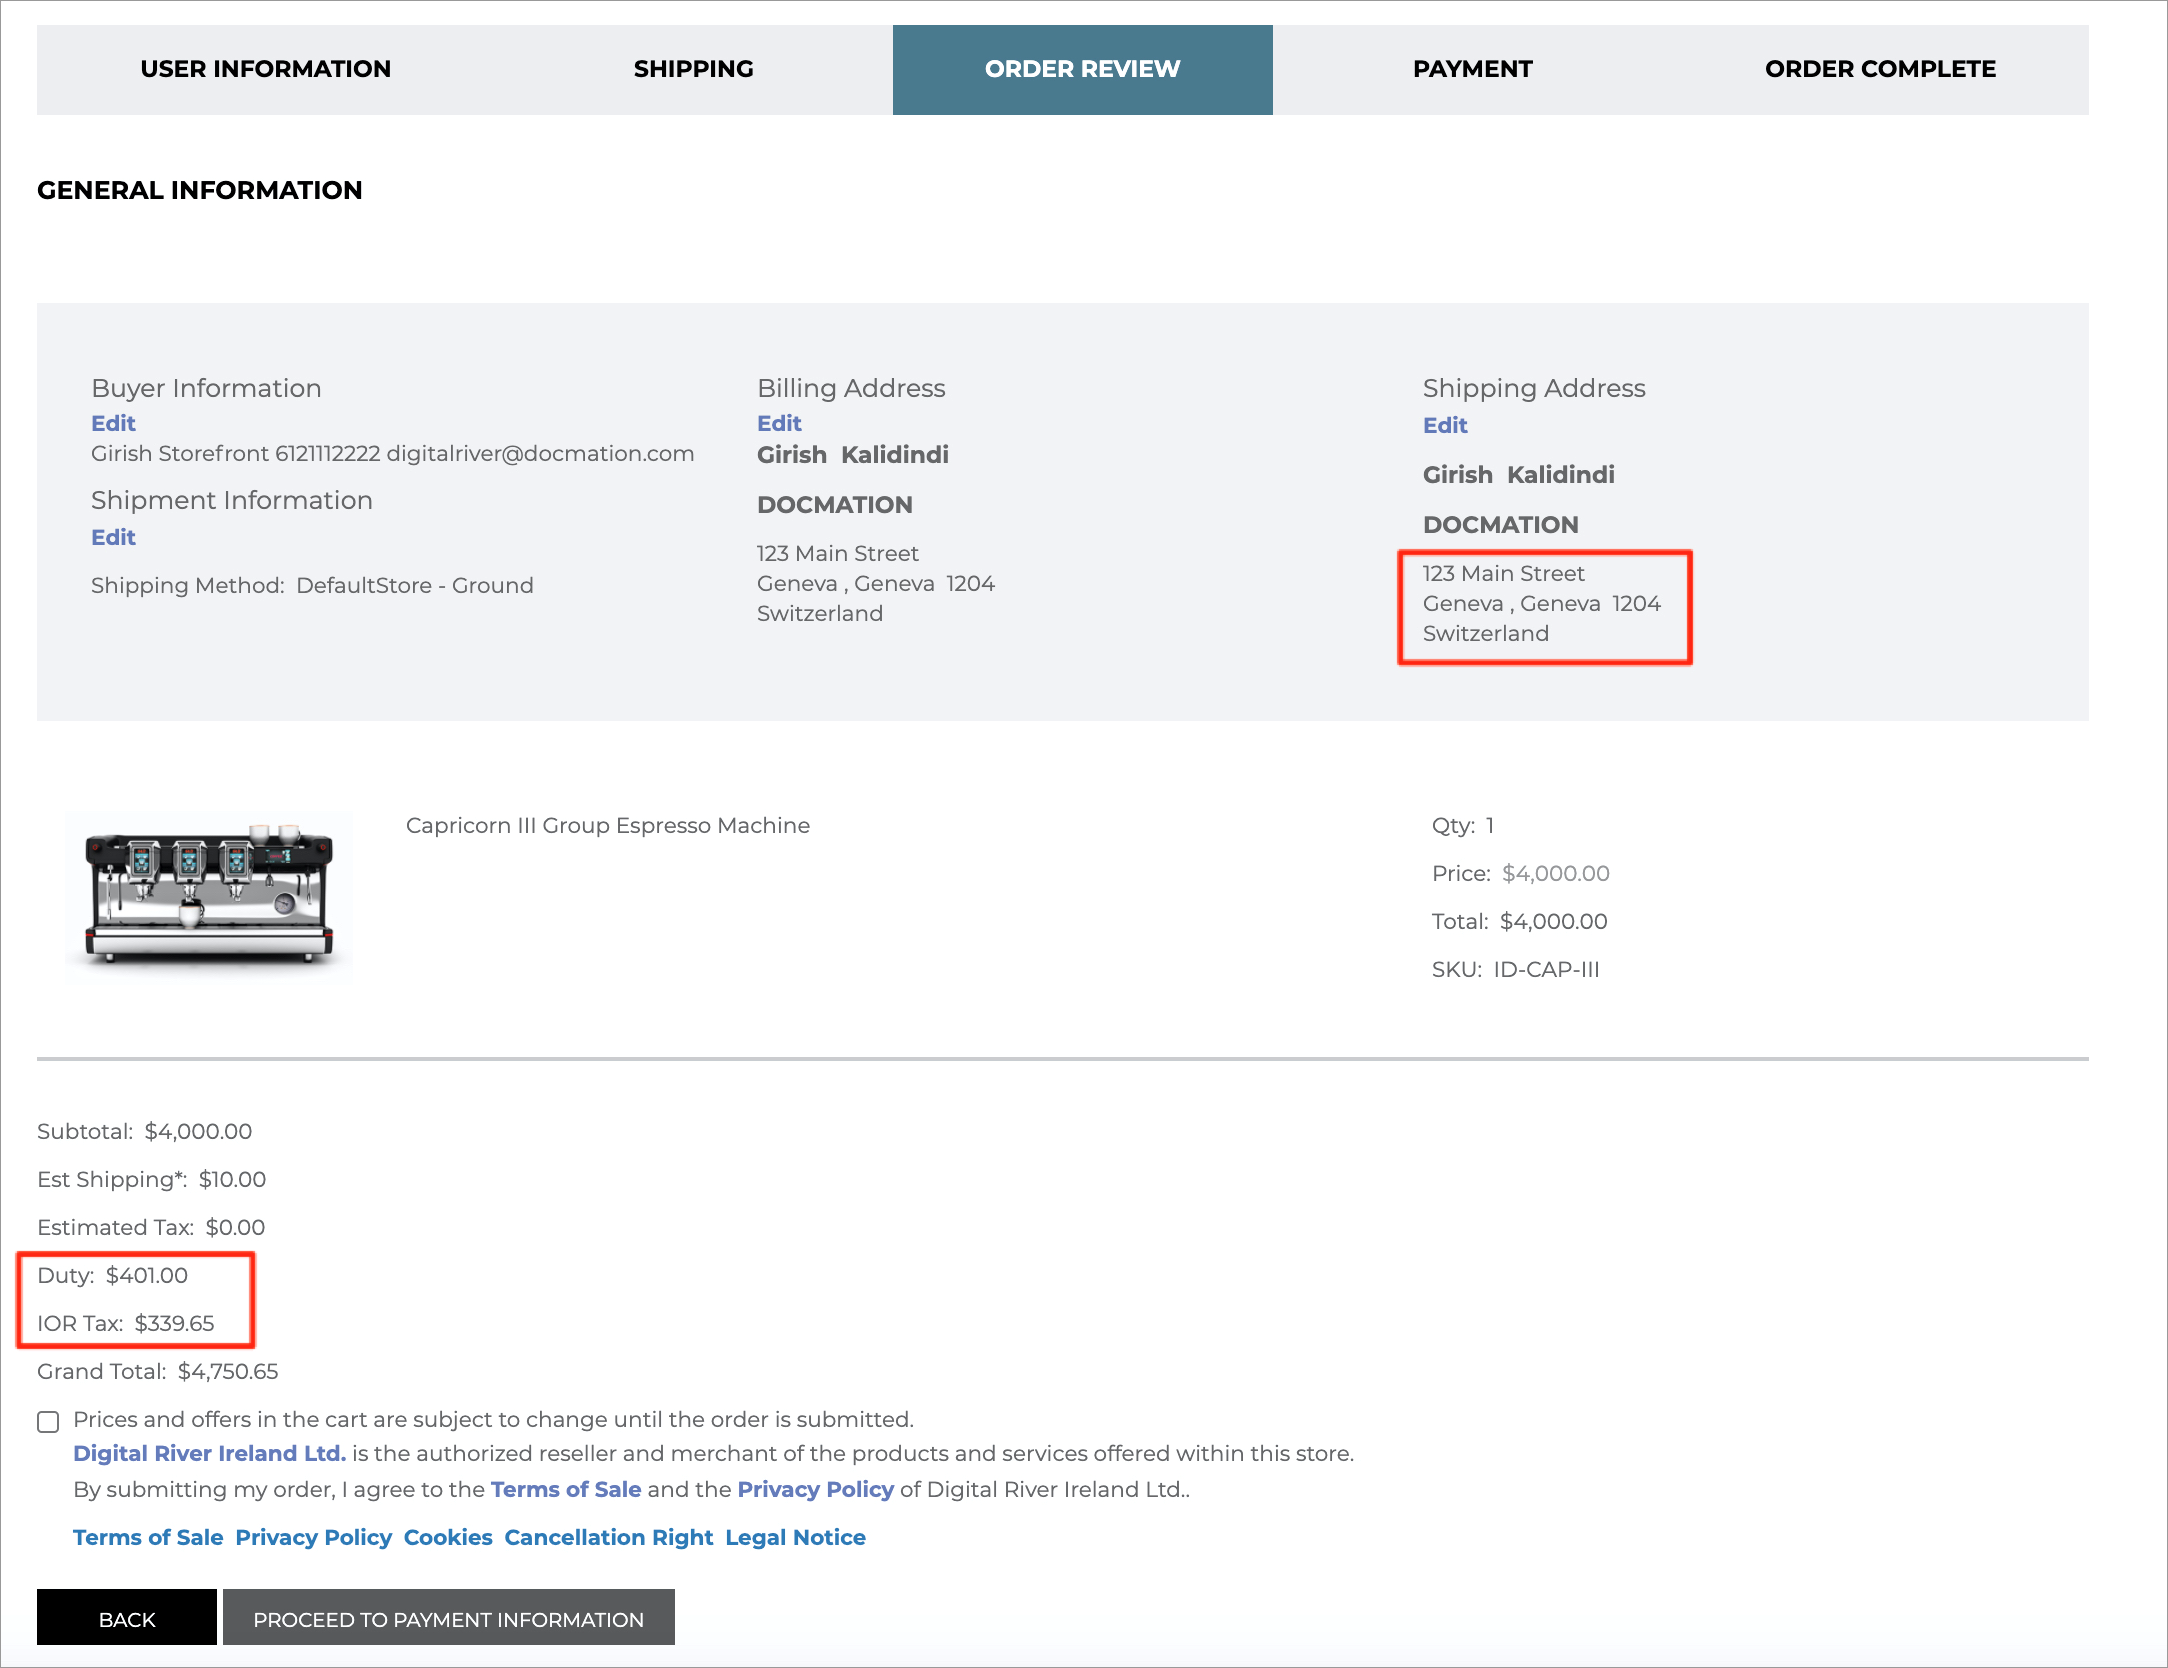 USER INFORMATION
SHIPPING
ORDER REVIEW
PAYMENT
ORDER COMPLETE
GENERAL INFORMATION
Buyer Information
Edit
Girish Storefront 6121112222 digitalriver@docmation.com
Shipment Information
Edit
Shipping Method: DefaultStore - Ground
Billing Address
Edit
Girish Kalidindi
DOCMATION
123 Main Street
Geneva , Geneva 1204
Switzerland
Shipping Address
Edit
Girish Kalidindi
DOCMATION
123 Main Street
Geneva , Geneva 1204
Switzerland
Capricorn III Group Espresso Machine
Qty: 1
Price: $4,000.00
Total: $4,000.00
SKU: ID-CAP-III
Subtotal: $4,000.00
Est Shipping*: $10.00
Estimated Tax: $0.00
Duty: $401.00
IOR Tax: $339.65
Grand Total: $4,750.65
Prices and offers in the cart are subject to change until the order is submitted.
Digital River Ireland Ltd. is the authorized reseller and merchant of the products and services offered within this store.
By submitting my order, I agree to the Terms of Sale and the Privacy Policy of Digital River Ireland Ltd..
Terms of Sale Privacy Policy Cookies Cancellation Right Legal Notice
BACK
PROCEED TO PAYMENT INFORMATION